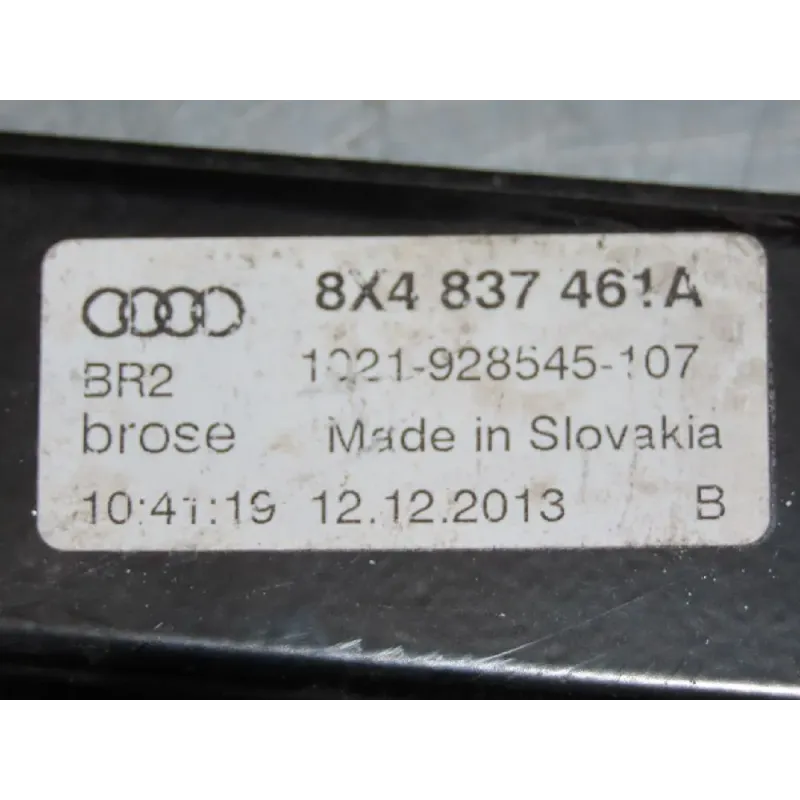 8X4 837 461A
BR2 1021-928545-107
brose Made in Slovakia
10:41:19 12.12.2013 B